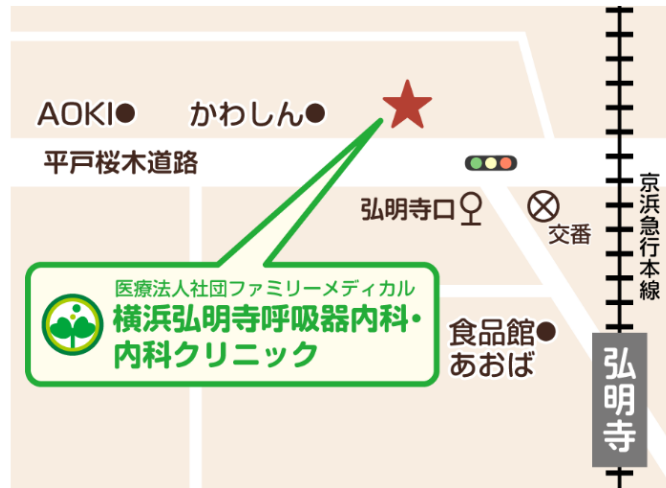 AOKI
かわしん
平戸桜木道路
弘明寺口
交番
京浜急行本線
医療法人社団ファミリーメディカル
横浜弘明寺呼吸器内科・
内科クリニック
食品館
あおば
弘明寺